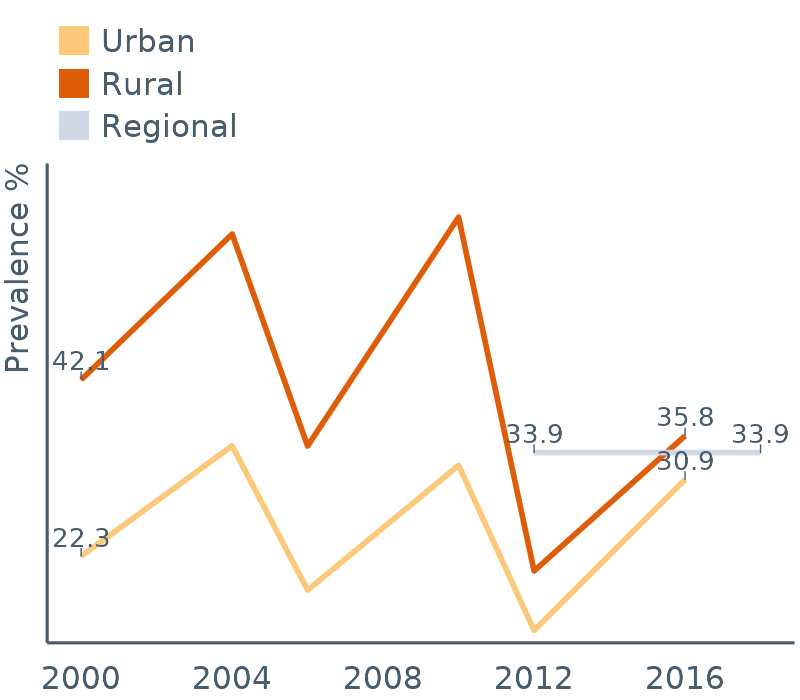 Urban
Rural
Regional
Prevalence %
42.1
22.3
33.9
35.8
33.9
30.9
2000 2004 2008 2012 2016